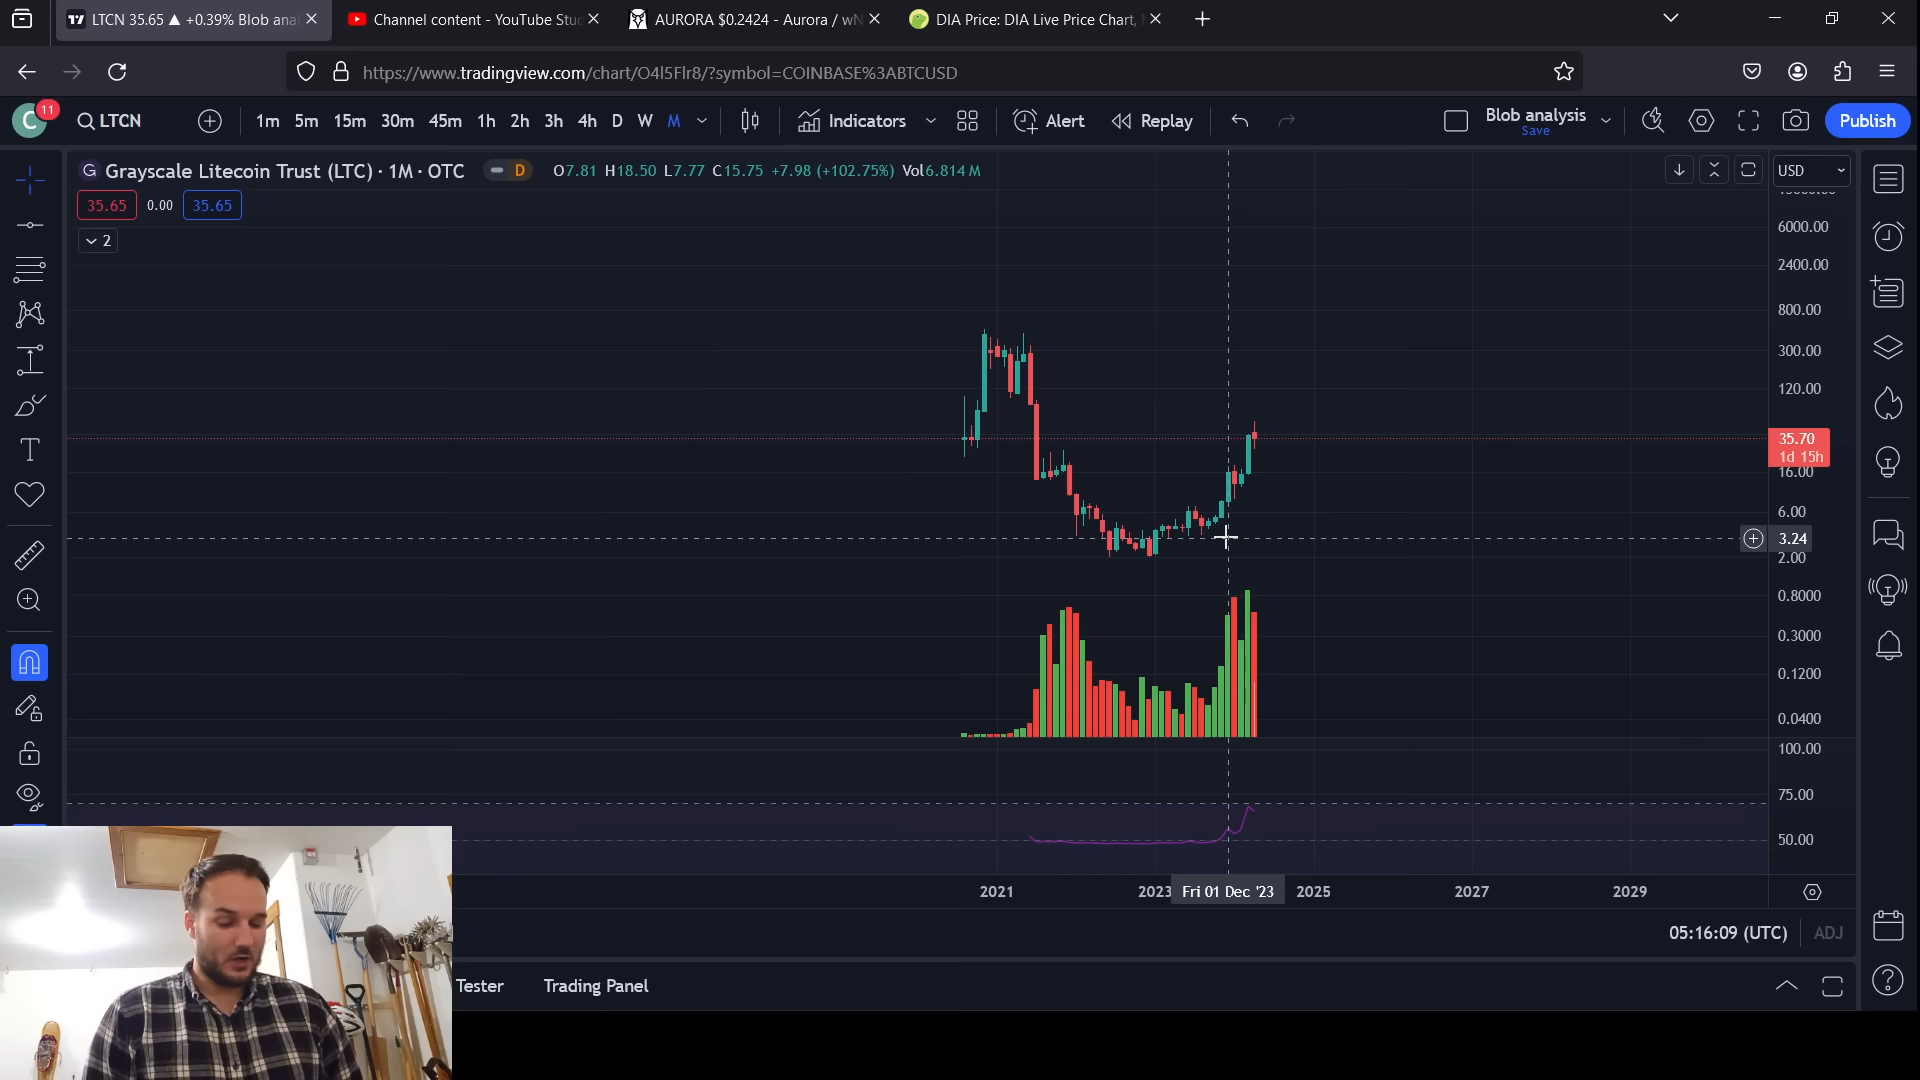 LTCN 35.65 ▲ +0.39% Blob anal
Channel content - YouTube Stud
AURORA $0.2424 - Aurora / wN
DIA Price: DIA Live Price Chart,
https://www.tradingview.com/chart/O4l5Flr8/?symbol=COINBASE%3ABTCUSD
C 11 LTCN 1m 5m 15m 30m 45m 1h 2h 3h 4h D W M Indicators Alert Replay Blob analysis Publish
Save
G Grayscale Litecoin Trust (LTC) · 1M · OTC D O7.81 H18.50 L7.77 C15.75 +7.98 (+102.75%) Vol6.814 M USD
35.65 0.00 35.65
2
6000.00
2400.00
800.00
300.00
120.00
35.70
1d 15h
16.00
6.00
3.24
2.00
0.8000
0.3000
0.1200
0.0400
100.00
75.00
50.00
2021 2023 Fri 01 Dec '23 2025 2027 2029
05:16:09 (UTC) ADJ
Tester Trading Panel